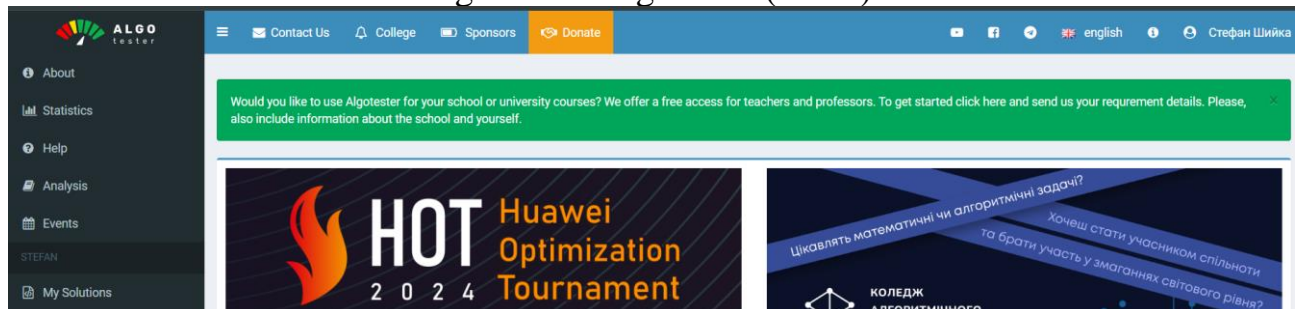 ALGO
tester
Contact Us
College
Sponsors
Donate
english
Стефан Шийка
About
Statistics
Help
Analysis
Events
STEFAN
My Solutions
Would you like to use Algotester for your school or university courses? We offer a free access for teachers and professors. To get started click here and send us your requrement details. Please,
also include information about the school and yourself.
HOT
2024
Huawei
Optimization
Tournament
Цікавлять математичні чи алгоритмічні задачі?
Хочеш стати учасником спільноти
та брати участь у змаганнях світового рівня?
КОЛЕДЖ